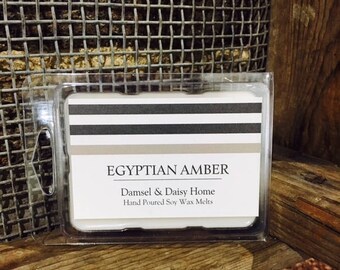 EGYPTIAN AMBER
Damsel & Daisy Home
Hand Poured Soy Wax Melts